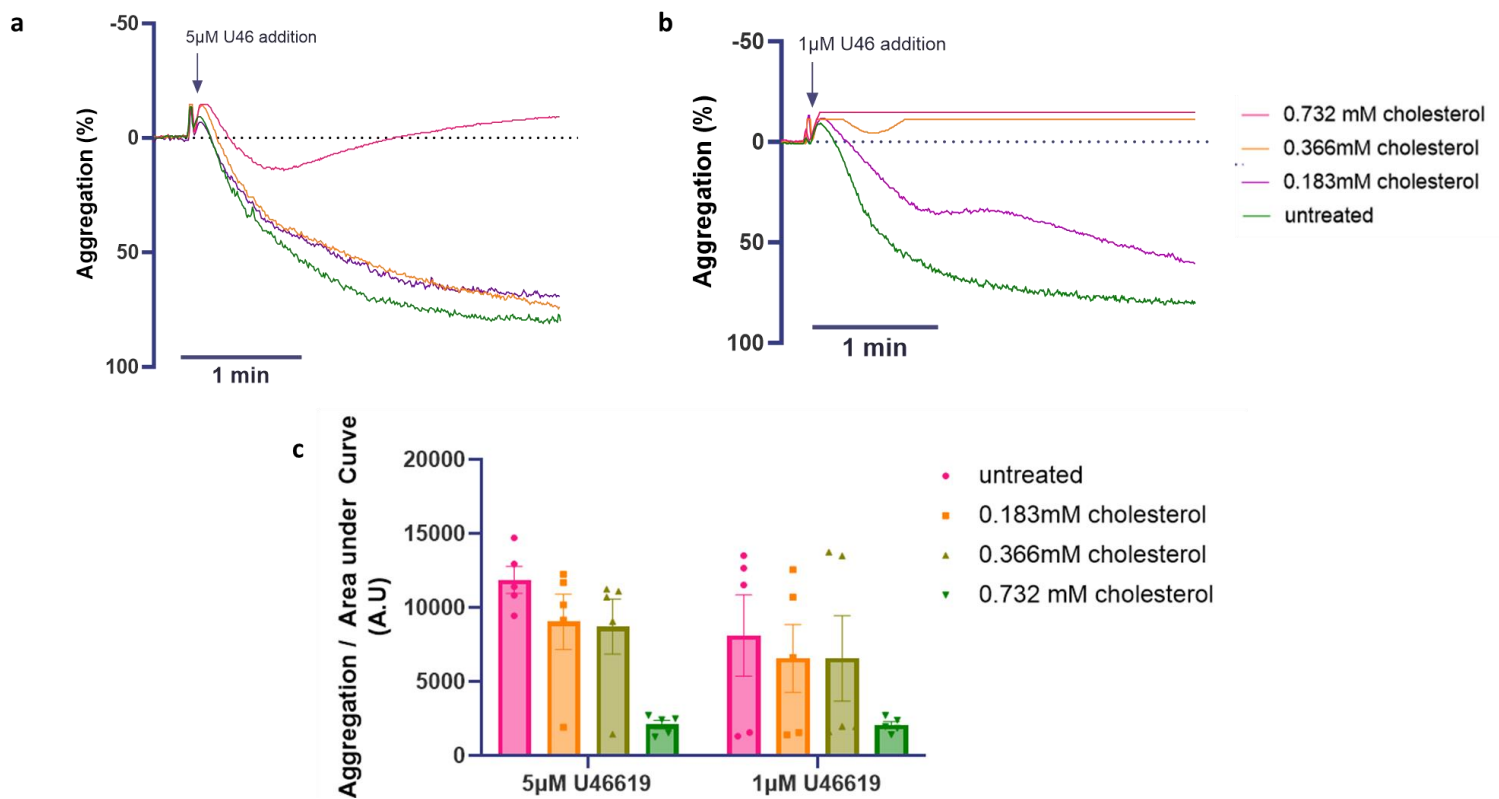 a
-50
5µM U46 addition
0
50
100
Aggregation (%)
1 min
b
-50
1µM U46 addition
0
50
100
Aggregation (%)
1 min
0.732 mM cholesterol
0.366mM cholesterol
0.183mM cholesterol
untreated
c
Aggregation / Area under Curve
(A.U)
20000
15000
10000
5000
0
5µM U46619
1µM U46619
untreated
0.183mM cholesterol
0.366mM cholesterol
0.732 mM cholesterol